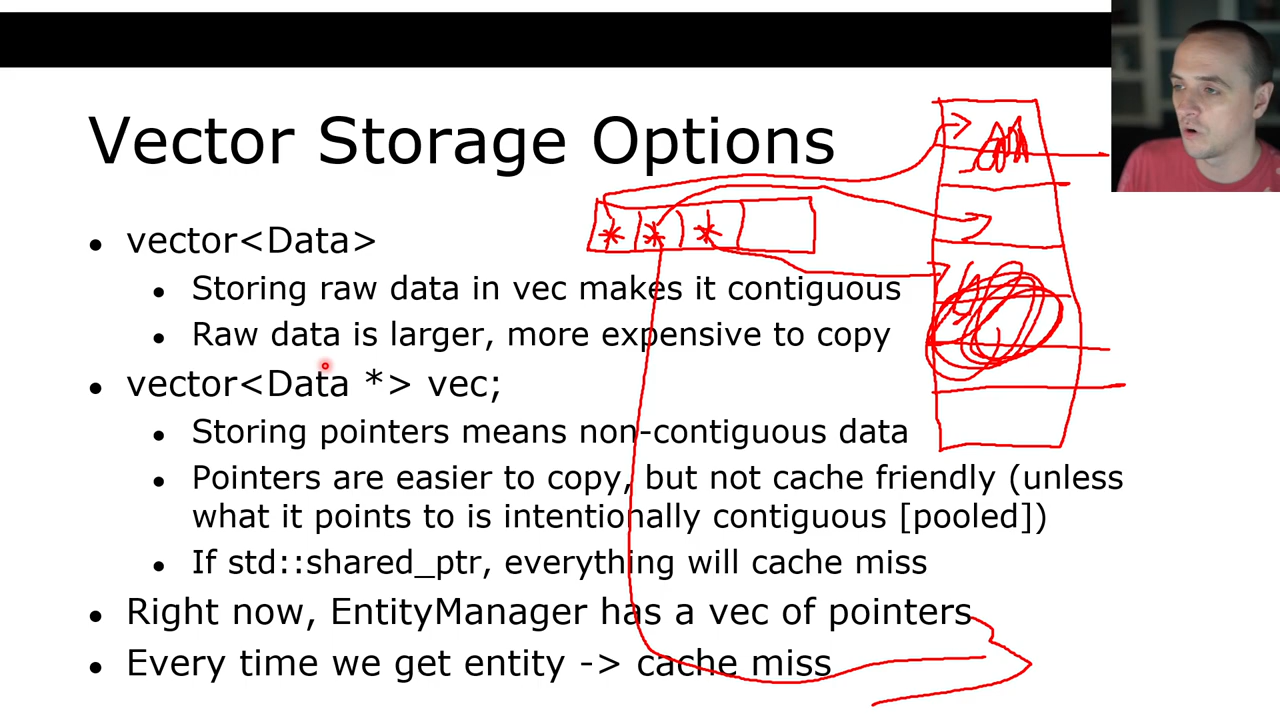 Vector Storage Options
* * *
• vector<Data>
• Storing raw data in vec makes it contiguous
• Raw data is larger, more expensive to copy
• vector<Data *> vec;
• Storing pointers means non-contiguous data
• Pointers are easier to copy, but not cache friendly (unless
what it points to is intentionally contiguous [pooled])
• If std::shared_ptr, everything will cache miss
• Right now, EntityManager has a vec of pointers
• Every time we get entity -> cache miss